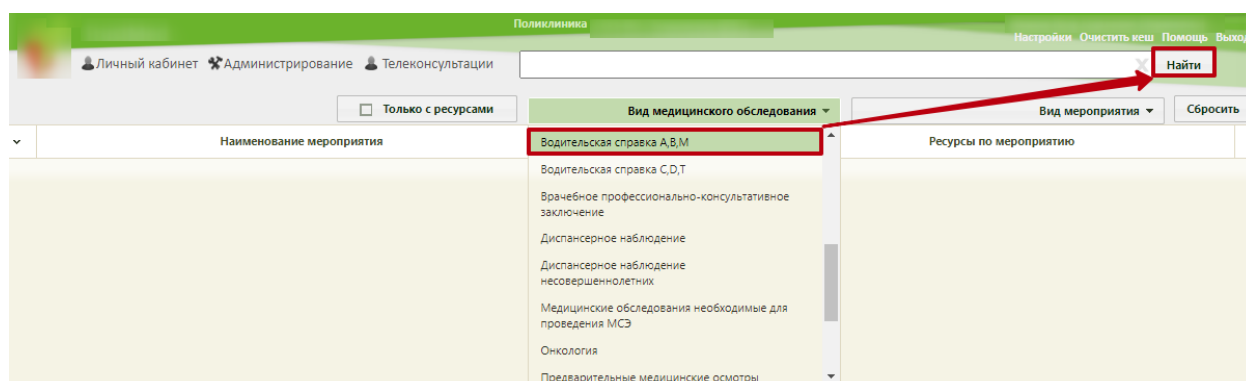 Поликлиника
Настройки Очистить кеш Помощь Выход
Личный кабинет Администрирование Телеконсультации
Найти
Только с ресурсами
Вид медицинского обследования
Вид мероприятия
Сбросить
Наименование мероприятия
Ресурсы по мероприятию
Водительская справка A,B,M
Водительская справка C,D,T
Врачебное профессионально-консультативное
заключение
Диспансерное наблюдение
Диспансерное наблюдение
несовершеннолетних
Медицинские обследования необходимые для
проведения МСЭ
Онкология
Предварительные медицинские осмотры